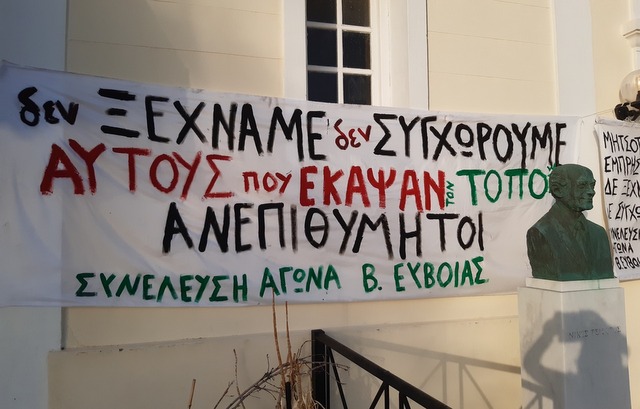 δεν ΞΕΧΝΑΜΕ δεν ΣΥΓΧΩΡΟΥΜΕ
ΑΥΤΟΥΣ που ΕΚΑΨΑΝ τον ΤΟΠΟ
ΑΝΕΠΙΘΥΜΗΤΟΙ
ΣΥΝΕΛΕΥΣΗ ΑΓΩΝΑ Β. ΕΥΒΟΙΑΣ